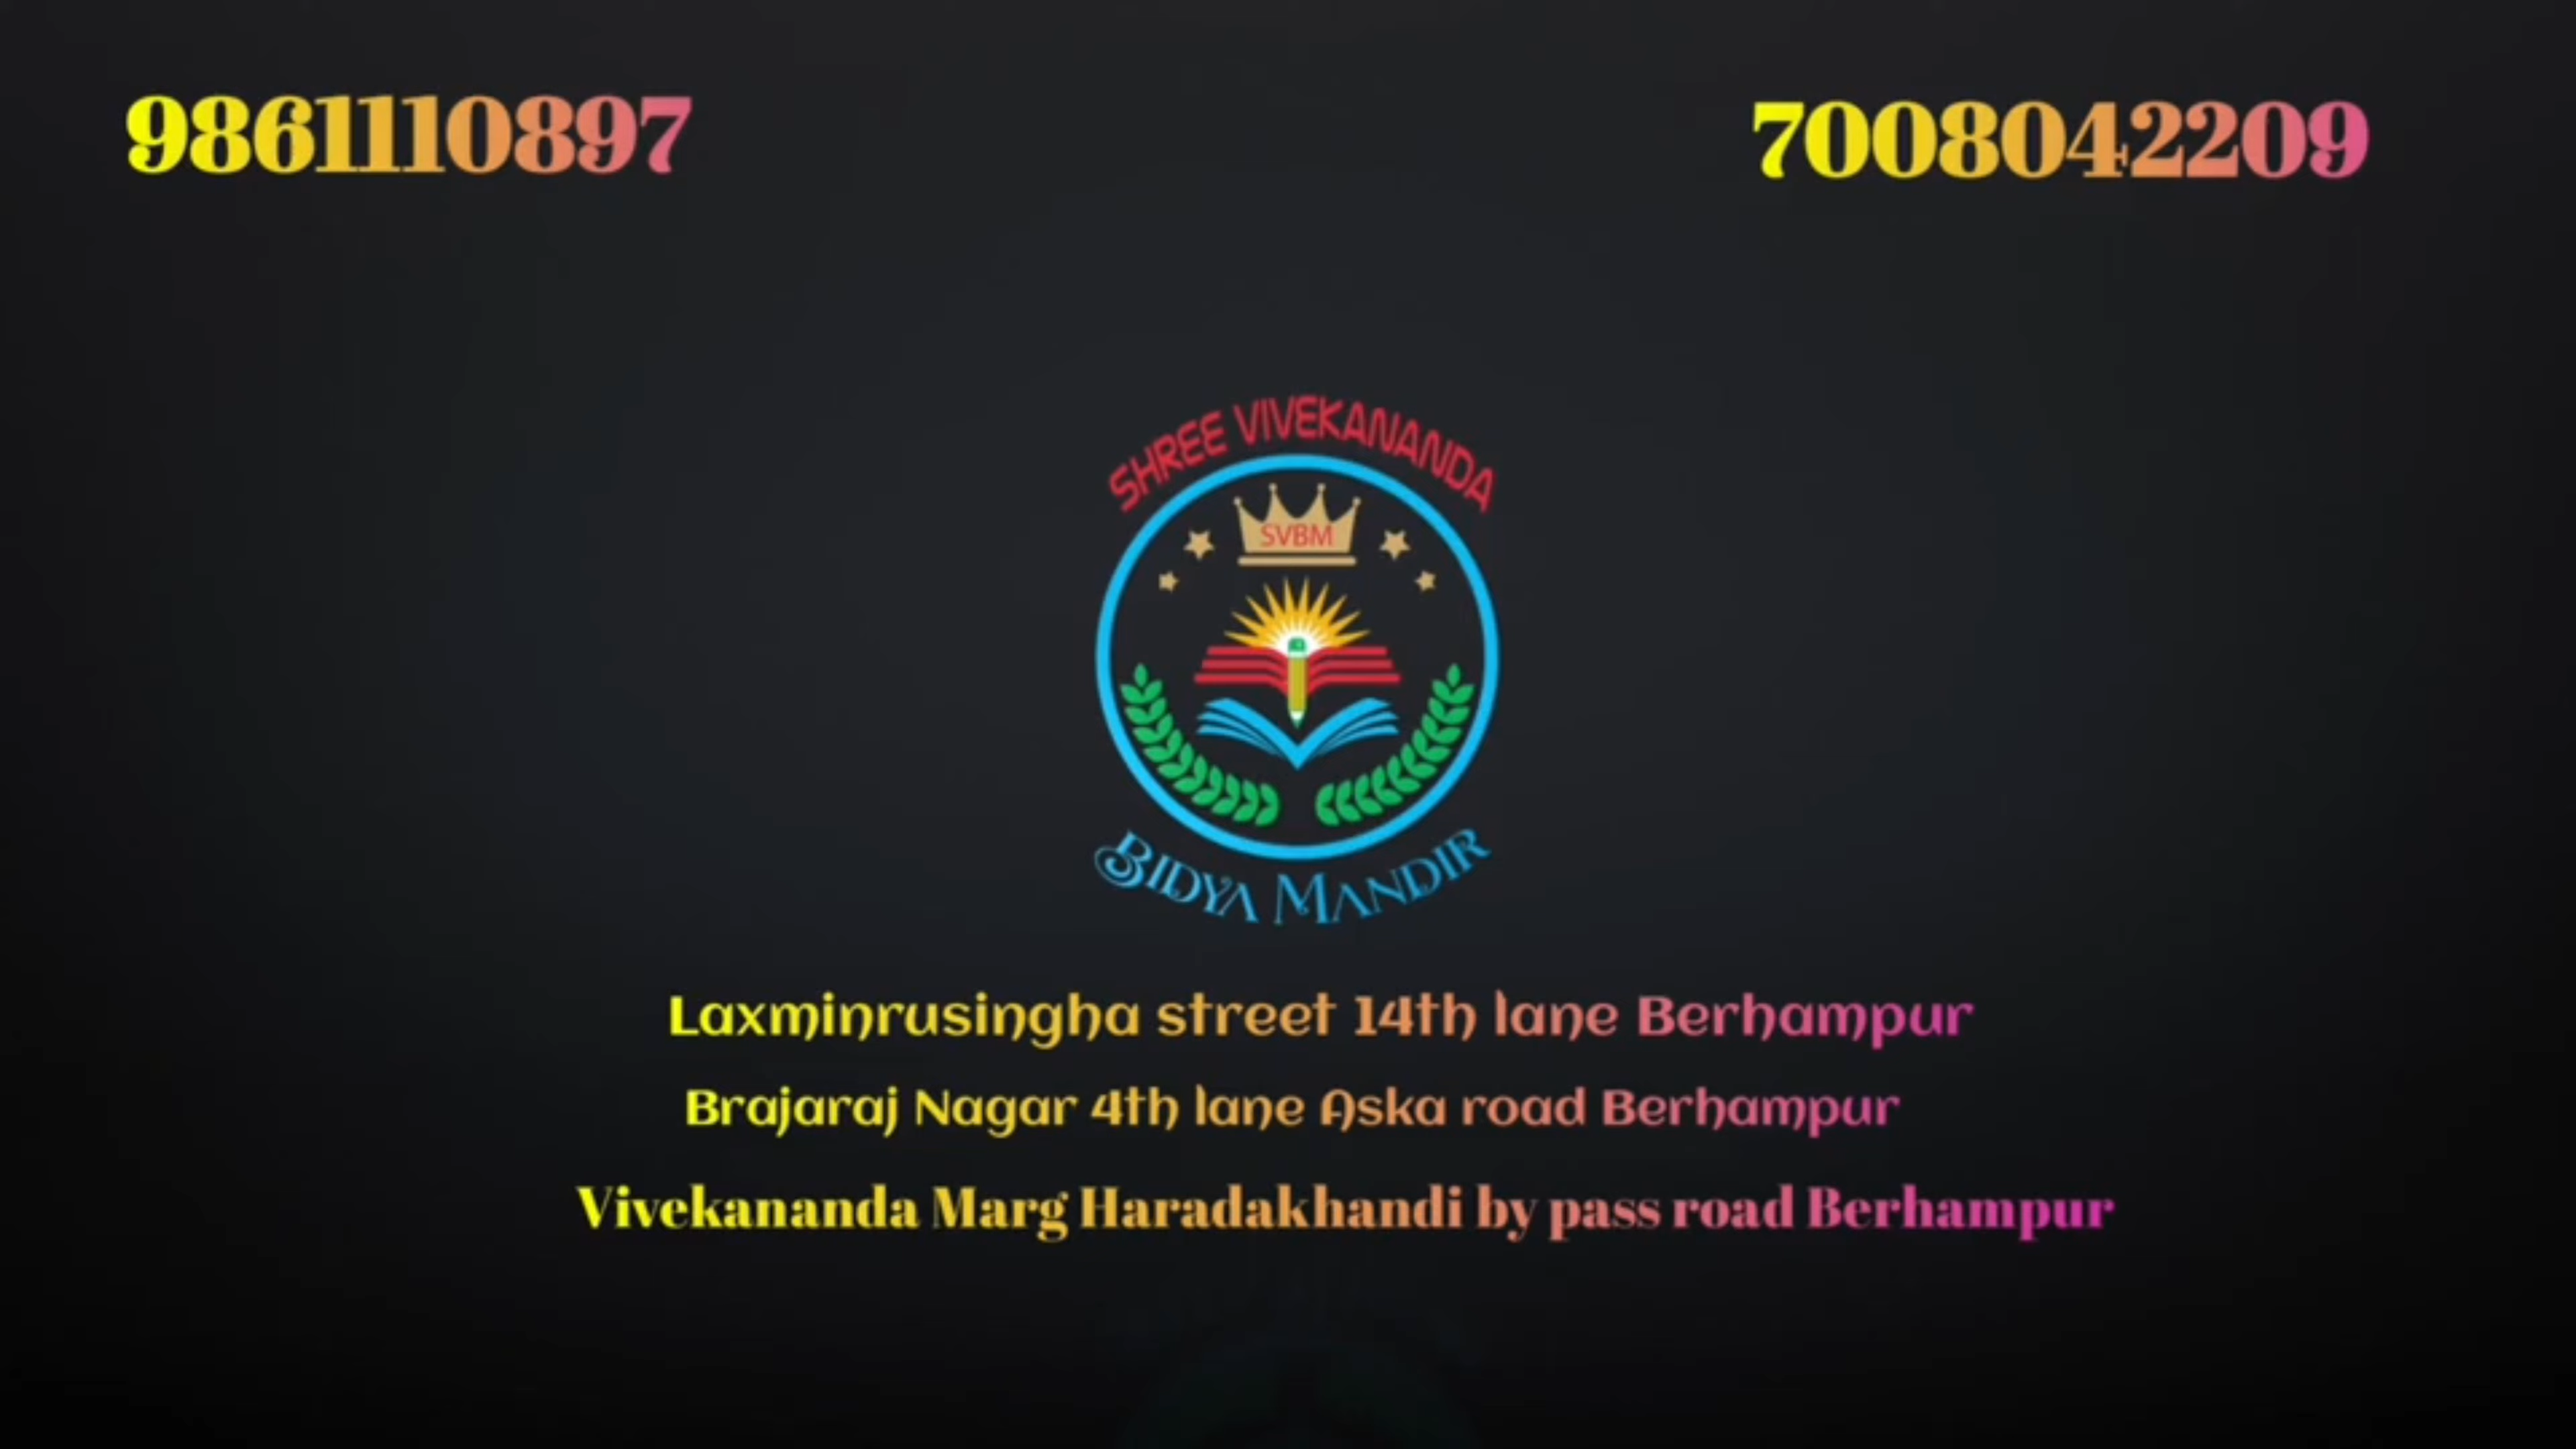 9861110897
7008042209
SHREE VIVEKANANDA
SVBM
BIDYA MANDIR
Laxminrusingha street 14th lane Berhampur
Brajaraj Nagar 4th lane Aska road Berhampur
Vivekananda Marg Haradakhandi by pass road Berhampur